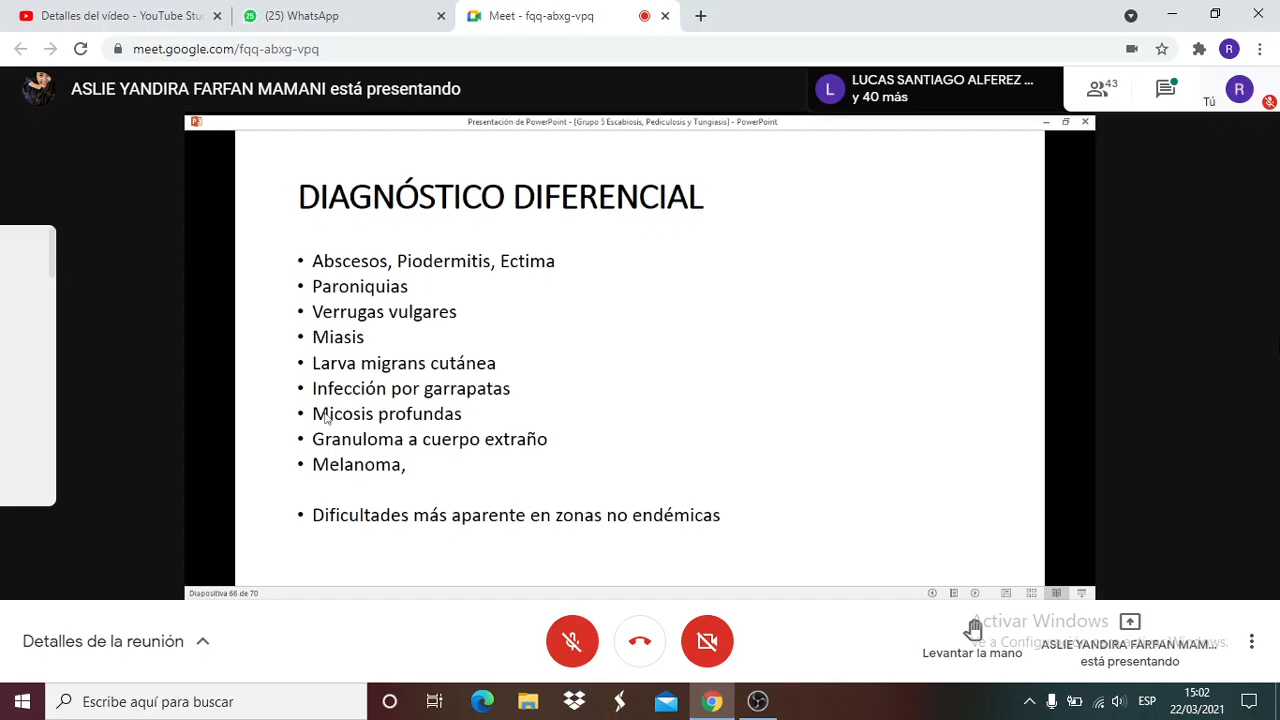 Detalles del vídeo - YouTube Stu
(25) WhatsApp
Meet - fqq-abxg-vpq
meet.google.com/fqq-abxg-vpq
R
ASLIE YANDIRA FARFAN MAMANI está presentando
L
LUCAS SANTIAGO ALFEREZ ...
y 40 más
43
Tú
R
Presentación de PowerPoint - [Grupo 5 Escabiosis, Pediculosis y Tungiasis] - PowerPoint
DIAGNÓSTICO DIFERENCIAL
• Abscesos, Piodermitis, Ectima
• Paroniquias
• Verrugas vulgares
• Miasis
• Larva migrans cutánea
• Infección por garrapatas
• Micosis profundas
• Granuloma a cuerpo extraño
• Melanoma,
• Dificultades más aparente en zonas no endémicas
Diapositiva 66 de 70
Detalles de la reunión
Activar Windows
Ve a Configuración para activar Windows.
Levantar la mano
ASLIE YANDIRA FARFAN MAM...
está presentando
Escribe aquí para buscar
ESP
15:02
22/03/2021